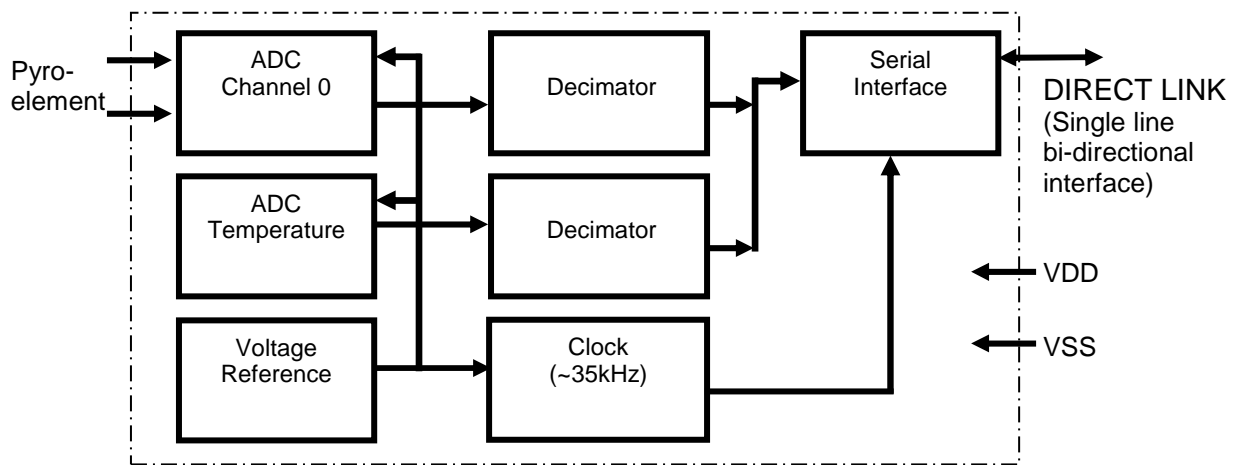 Pyro-
element
ADC
Channel 0
Decimator
Serial
Interface
DIRECT LINK
(Single line
bi-directional
interface)
ADC
Temperature
Decimator
VDD
Voltage
Reference
Clock
(~35kHz)
VSS